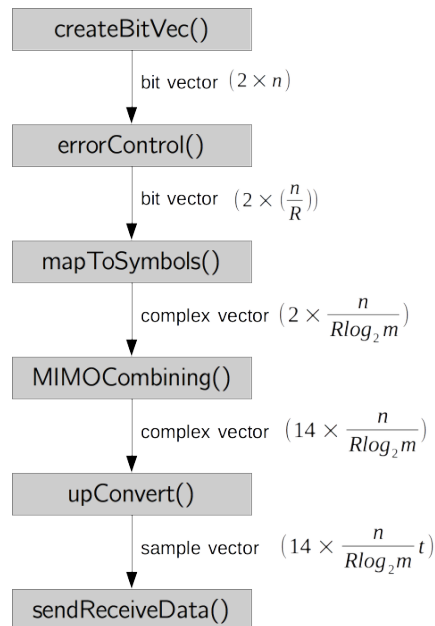 createBitVec()
bit vector (2 × n)
errorControl()
bit vector (2 × (n/R))
mapToSymbols()
complex vector (2 × n/(Rlog₂m))
MIMOCombining()
complex vector (14 × n/(Rlog₂m))
upConvert()
sample vector (14 × n/(Rlog₂m) t)
sendReceiveData()